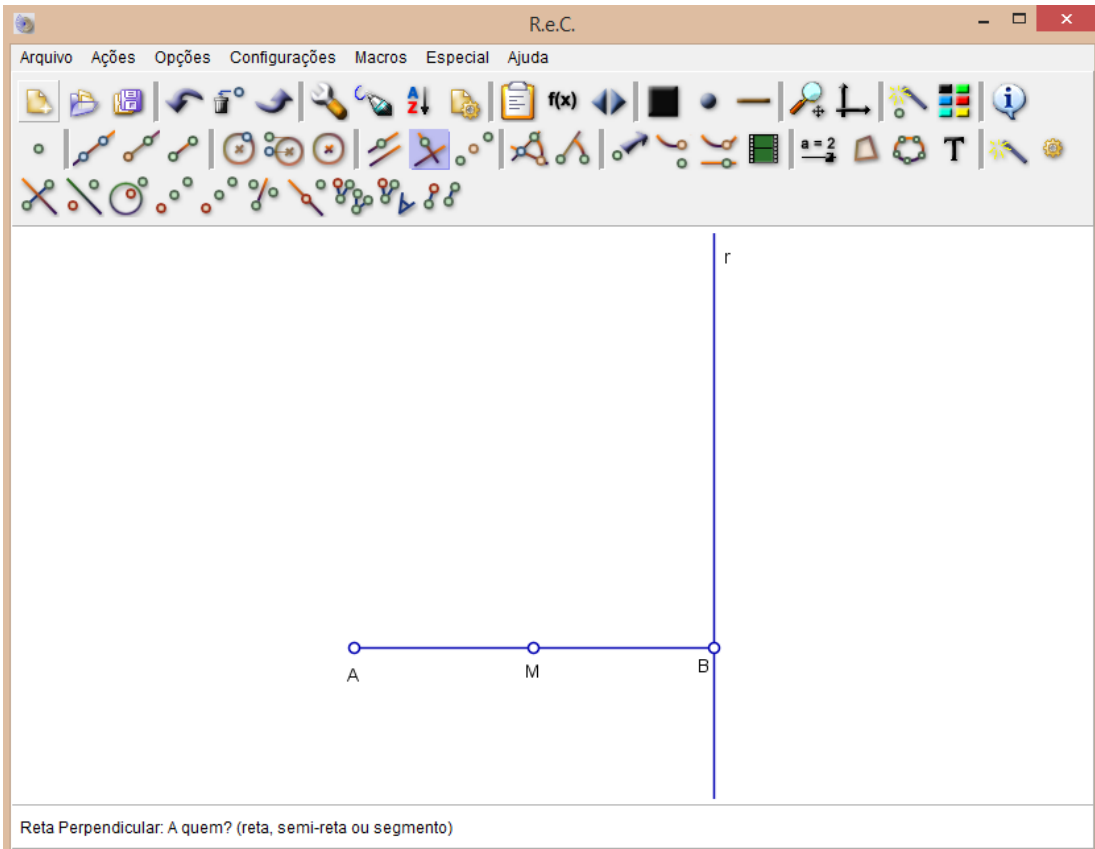 R.e.C.
Arquivo Ações Opções Configurações Macros Especial Ajuda
A Z f(x)
a = 2 T
r
A M B
Reta Perpendicular: A quem? (reta, semi-reta ou segmento)